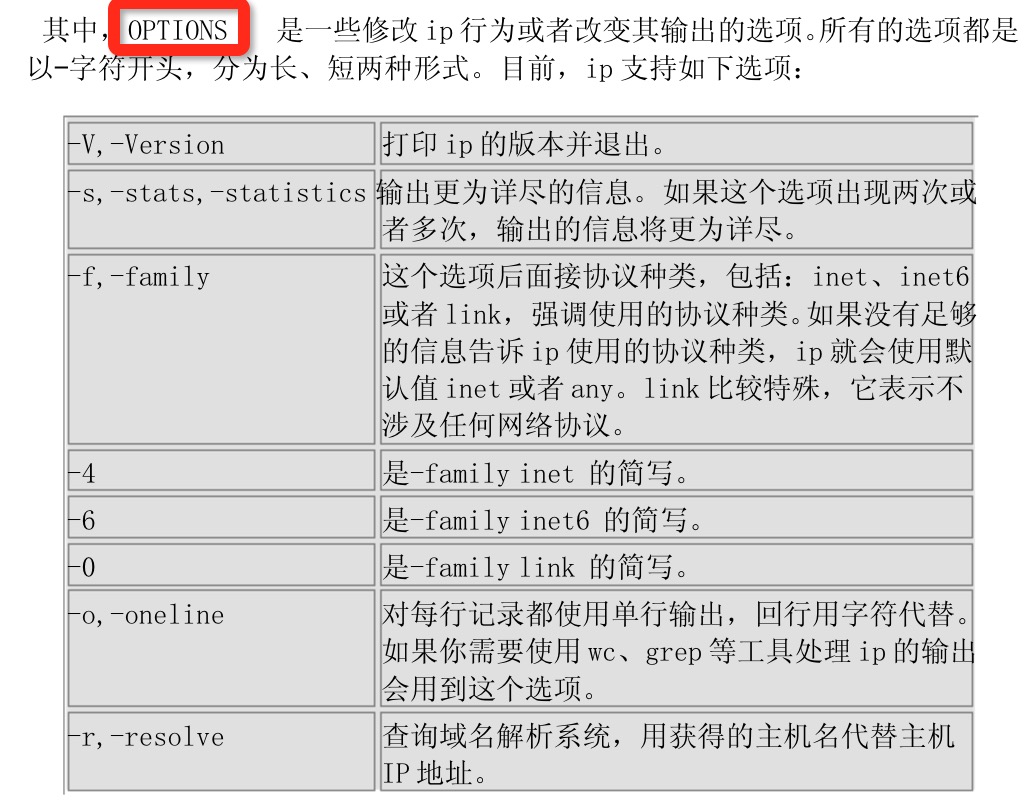 其中，OPTIONS 是一些修改 ip 行为或者改变其输出的选项。所有的选项都是
以-字符开头，分为长、短两种形式。目前，ip 支持如下选项：
-V,-Version 打印 ip 的版本并退出。
-s,-stats,-statistics 输出更为详尽的信息。如果这个选项出现两次或
者多次，输出的信息将更为详尽。
-f,-family 这个选项后面接协议种类，包括：inet、inet6
或者 link，强调使用的协议种类。如果没有足够
的信息告诉 ip 使用的协议种类，ip 就会使用默
认值 inet 或者 any。link 比较特殊，它表示不
涉及任何网络协议。
-4 是-family inet 的简写。
-6 是-family inet6 的简写。
-0 是-family link 的简写。
-o,-oneline 对每行记录都使用单行输出，回行用字符代替。
如果你需要使用 wc、grep 等工具处理 ip 的输出
会用到这个选项。
-r,-resolve 查询域名解析系统，用获得的主机名代替主机
IP 地址。